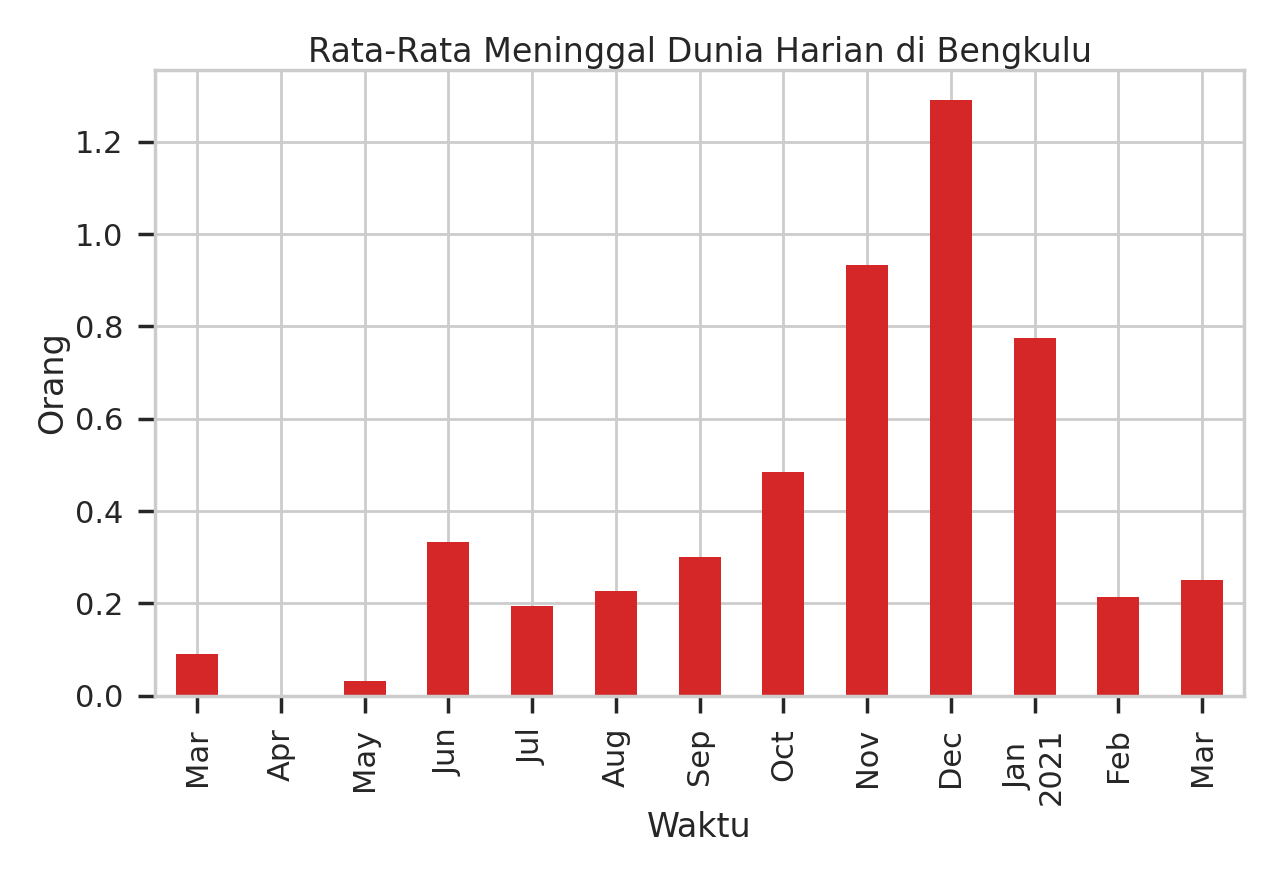 Rata-Rata Meninggal Dunia Harian di Bengkulu
Orang
1.2
1.0
0.8
0.6
0.4
0.2
0.0
Mar
Apr
May
Jun
Jul
Aug
Sep
Oct
Nov
Dec
Jan
2021
Feb
Mar
Waktu